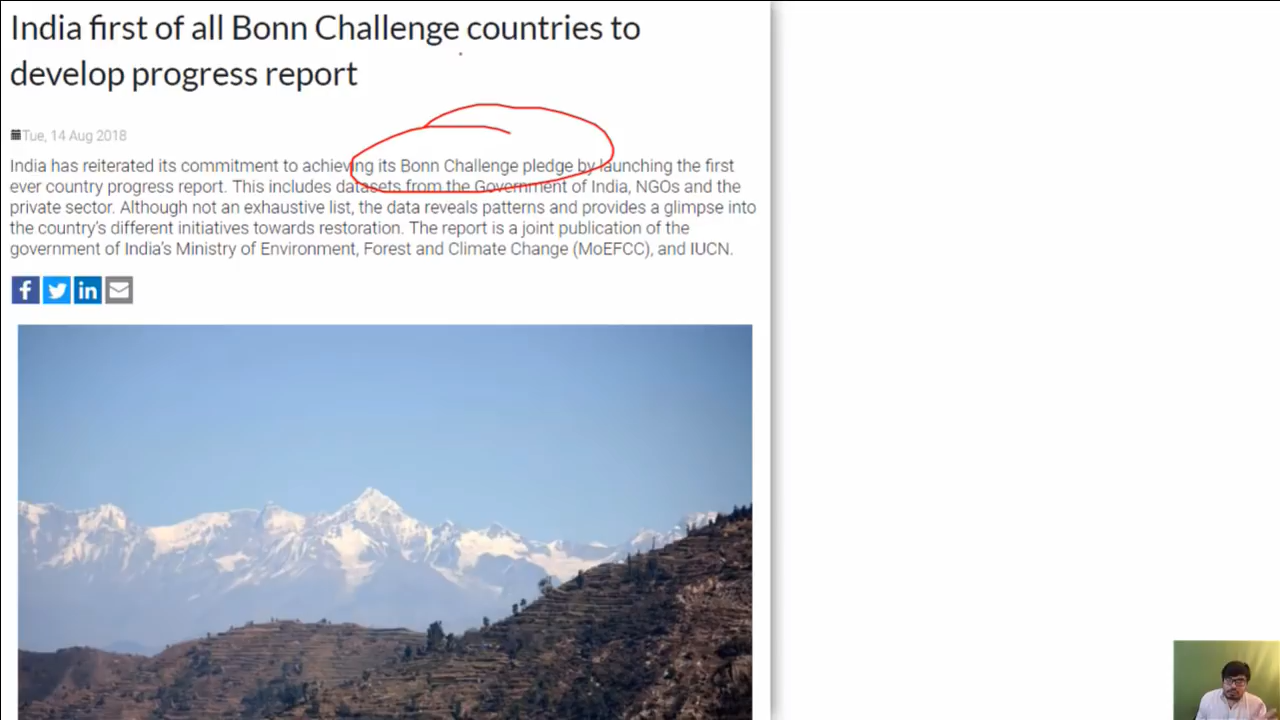 India first of all Bonn Challenge countries to
develop progress report
Tue, 14 Aug 2018
India has reiterated its commitment to achieving its Bonn Challenge pledge by launching the first
ever country progress report. This includes datasets from the Government of India, NGOs and the
private sector. Although not an exhaustive list, the data reveals patterns and provides a glimpse into
the country's different initiatives towards restoration. The report is a joint publication of the
government of India's Ministry of Environment, Forest and Climate Change (MoEFCC), and IUCN.